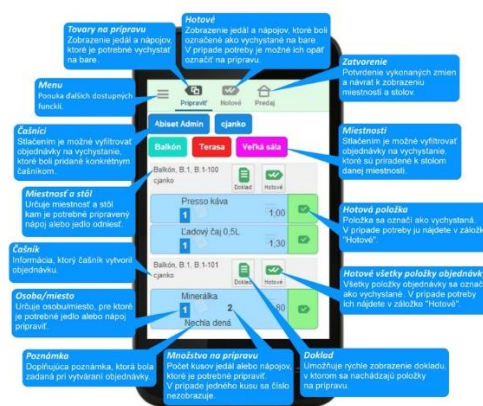 Tovary na prípravu
Zobrazenie jedál a nápojov,
ktoré je potrebné vychystať
na bare.
Hotové
Zobrazenie jedál a nápojov, ktoré boli
označené ako vychystané na bare.
V prípade potreby je možné ich opäť
označiť na prípravu.
Zatvorenie
Potvrdenie vykonaných zmien
a návrat k zobrazeniu
miestností a stolov.
Menu
Ponuka ďalších dostupných
funkcií.
Pripraviť
Hotové
Predaj
Čašníci
Stlačením je možné vyfiltrovať
objednávky na vychystanie,
ktoré boli pridané konkrétnym
čašníkom.
Abiset Admin
cjanko
Balkón
Terasa
Veľká sála
Miestnosti
Stlačením je možné vyfiltrovať
objednávky na vychystanie,
ktoré sú priradené k stolom
danej miestnosti.
Miestnosť a stôl
Určuje miestnosť a stôl
kam je potrebné pripravený
nápoj alebo jedlo odniesť.
Balkón, B.1, B.1-100
cjanko
Doklad
Hotové
Presso káva
1
1,00
Ľadový čaj 0,5L
1
1,30
Hotová položka
Položka sa označí ako vychystaná.
V prípade potreby ju nájdete v záložke
"Hotové".
Čašník
Informácia, ktorý čašník vytvoril
objednávku.
Balkón, B.1, B.1-101
cjanko
Doklad
Hotové
Hotové všetky položky objednávky
Všetky položky objednávky sa označia
ako vychystané. V prípade potreby
ich nájdete v záložke "Hotové".
Osoba/miesto
Určuje osobu/miesto, pre ktoré
je potrebné jedlo alebo nápoj
pripraviť.
Minerálka
1
2
60
Nechladená
Poznámka
Doplňujúca poznámka, ktorá bola
zadaná pri vytváraní objednávky.
Množstvo na prípravu
Počet kusov jedál alebo nápojov,
ktoré je potrebné pripraviť.
V prípade jedného kusu sa číslo
nezobrazuje.
Doklad
Umožňuje rýchle zobrazenie dokladu,
v ktorom sa nachádzajú položky
na prípravu.